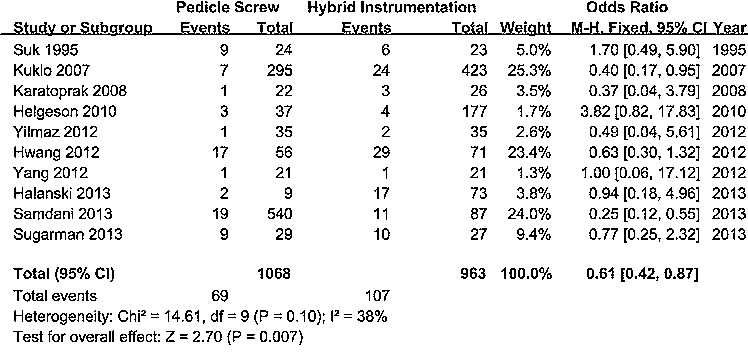 Pedicle Screw Hybrid Instrumentation Odds Ratio
Study or Subgroup Events Total Events Total Weight M-H, Fixed, 95% CI Year
Suk 1995 9 24 6 23 5.0% 1.70 [0.49, 5.90] 1995
Kuklo 2007 7 295 24 423 25.3% 0.40 [0.17, 0.95] 2007
Karatoprak 2008 1 22 3 26 3.5% 0.37 [0.04, 3.79] 2008
Helgeson 2010 3 37 4 177 1.7% 3.82 [0.82, 17.83] 2010
Yilmaz 2012 1 35 2 35 2.6% 0.49 [0.04, 5.61] 2012
Hwang 2012 17 56 29 71 23.4% 0.63 [0.30, 1.32] 2012
Yang 2012 1 21 1 21 1.3% 1.00 [0.06, 17.12] 2012
Halanski 2013 2 9 17 73 3.8% 0.94 [0.18, 4.96] 2013
Samdani 2013 19 540 11 87 24.0% 0.25 [0.12, 0.55] 2013
Sugarman 2013 9 29 10 27 9.4% 0.77 [0.25, 2.32] 2013
Total (95% CI) 1068 963 100.0% 0.61 [0.42, 0.87]
Total events 69 107
Heterogeneity: Chi² = 14.61, df = 9 (P = 0.10); I² = 38%
Test for overall effect: Z = 2.70 (P = 0.007)